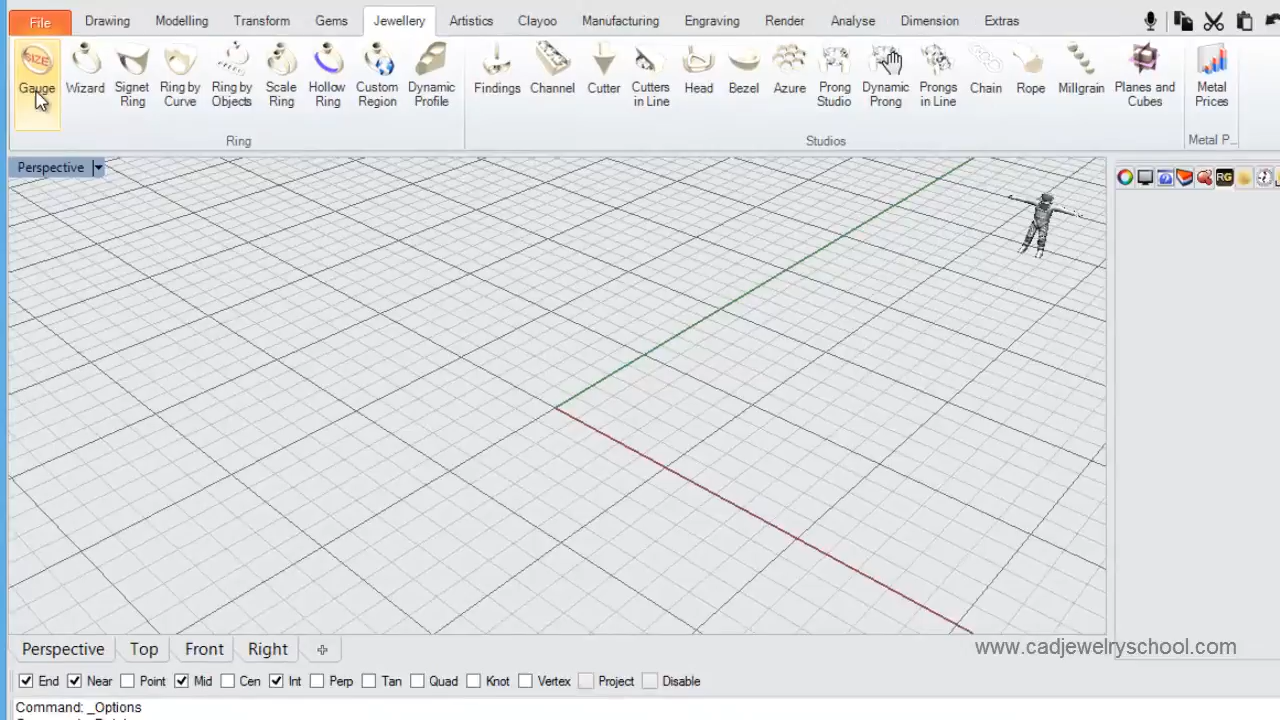 File Drawing Modelling Transform Gems Jewellery Artistics Clayoo Manufacturing Engraving Render Analyse Dimension Extras
SIZE
Gauge Wizard Signet Ring Ring by Curve Ring by Objects Scale Ring Hollow Ring Custom Region Dynamic Profile Findings Channel Cutter Cutters in Line Head Bezel Azure Prong Studio Dynamic Prong Prongs in Line Chain Rope Millgrain Planes and Cubes Metal Prices
Ring Studios Metal P...
Perspective
RG
Perspective Top Front Right
www.cadjewelryschool.com
End Near Point Mid Cen Int Perp Tan Quad Knot Vertex Project Disable
Command: _Options